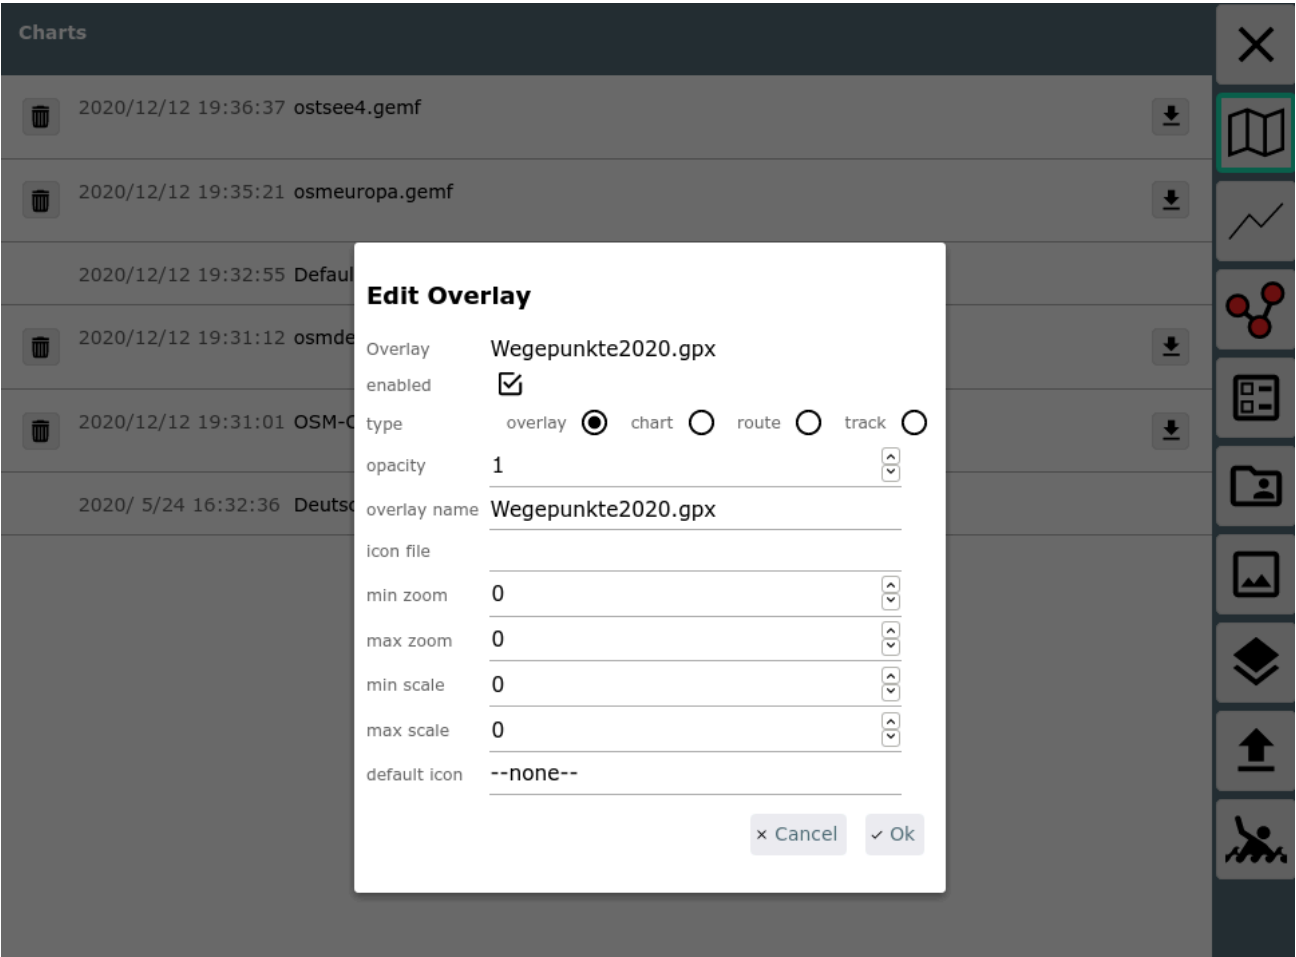 Charts
2020/12/12 19:36:37 ostsee4.gemf
2020/12/12 19:35:21 osmeuropa.gemf
2020/12/12 19:32:55 Defaul
2020/12/12 19:31:12 osmde
2020/12/12 19:31:01 OSM-
2020/ 5/24 16:32:36 Deutsc
Edit Overlay
Overlay Wegepunkte2020.gpx
enabled
type overlay chart route track
opacity 1
overlay name Wegepunkte2020.gpx
icon file
min zoom 0
max zoom 0
min scale 0
max scale 0
default icon --none--
× Cancel ✓ Ok